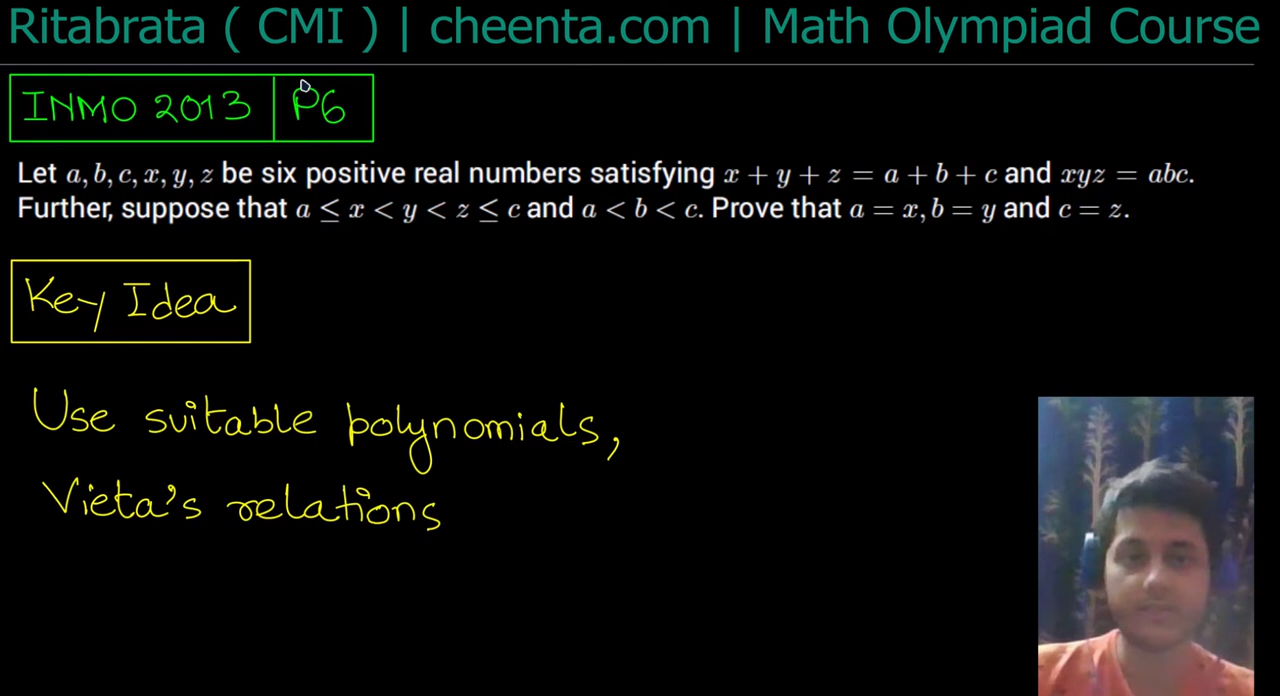 Ritabrata ( CMI ) | cheenta.com | Math Olympiad Course
INMO 2013 | P6
Let a, b, c, x, y, z be six positive real numbers satisfying x + y + z = a + b + c and xyz = abc.
Further, suppose that a ≤ x < y < z ≤ c and a < b < c. Prove that a = x, b = y and c = z.
Key Idea
Use suitable polynomials,
Vieta's relations